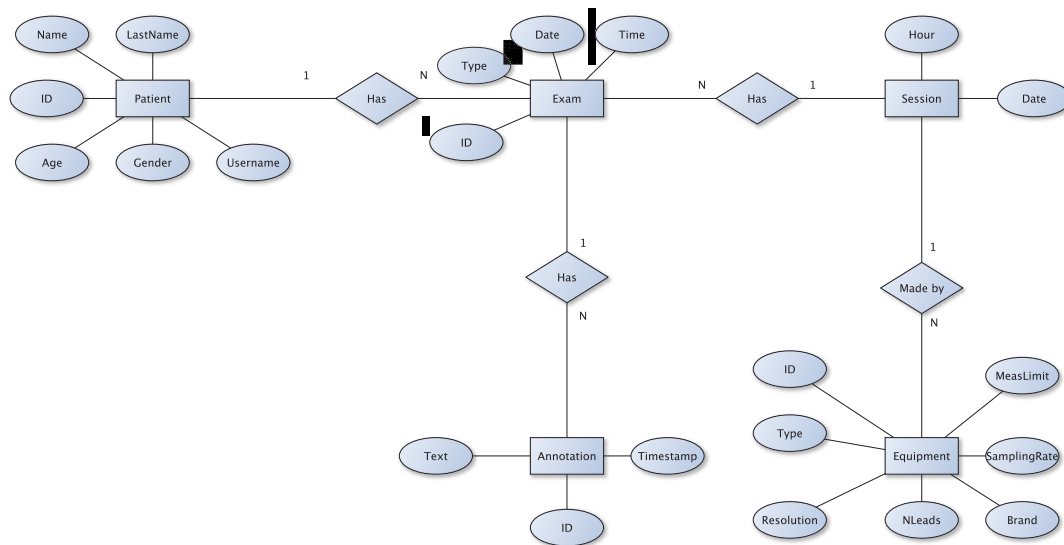 Name
LastName
Date
Time
Hour
Type
ID
Patient
1
Has
N
Exam
N
Has
1
Session
Date
ID
Age
Gender
Username
1
Has
N
1
Made by
N
ID
MeasLimit
Type
Text
Annotation
Timestamp
Equipment
SamplingRate
Resolution
NLeads
Brand
ID